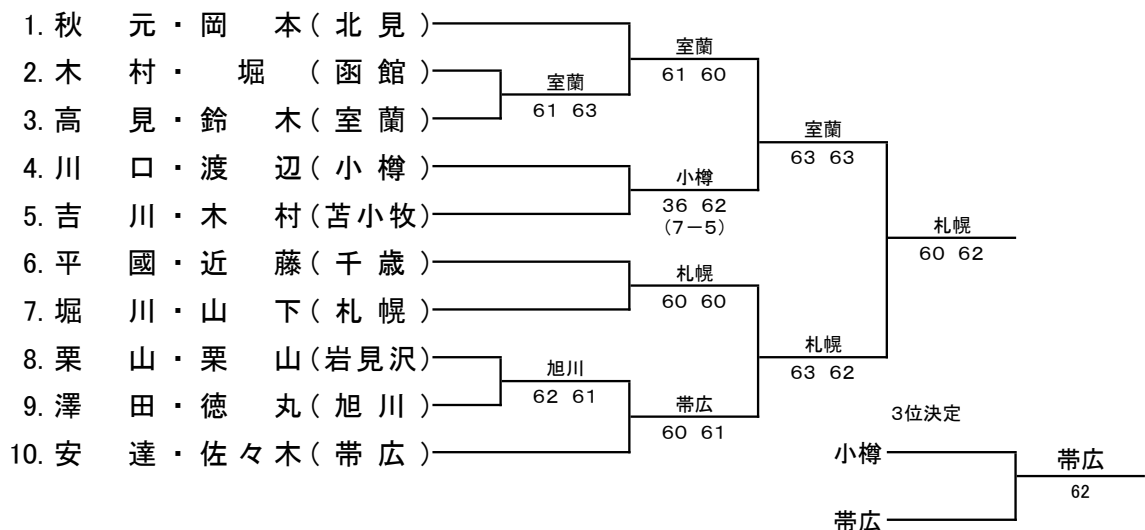 1. 秋 元・岡 本(北 見)
室蘭
2. 木 村・ 堀 (函 館)
61 60
室蘭
3. 高 見・鈴 木(室 蘭)
61 63
室蘭
4. 川 口・渡 辺(小 樽)
63 63
小樽
5. 吉 川・木 村(苫小牧)
36 62
(7-5)
札幌
6. 平 國・近 藤(千 歳)
60 62
札幌
7. 堀 川・山 下(札 幌)
60 60
8. 栗 山・栗 山(岩見沢)
札幌
旭川
63 62
9. 澤 田・徳 丸(旭 川)
62 61
帯広
3位決定
10. 安 達・佐々木(帯 広)
60 61
小樽
帯広
62
帯広